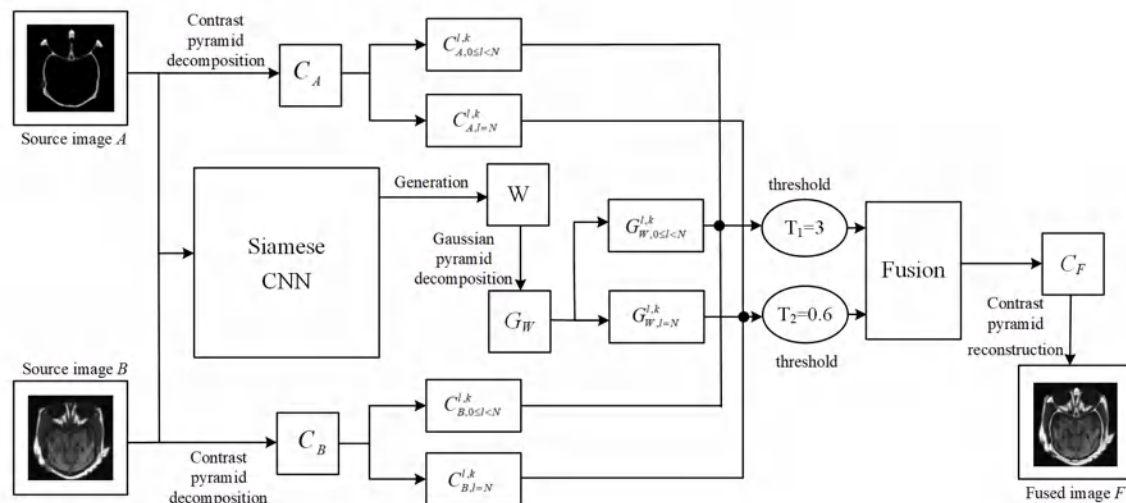 Contrast
pyramid
decomposition
C_A
C^{l,k}_{A,0≤l<N}
C^{l,k}_{A,l=N}
Source image A
Siamese
CNN
Generation
W
Gaussian
pyramid
decomposition
G_W
G^{l,k}_{W,0≤l<N}
G^{l,k}_{W,l=N}
threshold
T₁=3
T₂=0.6
threshold
Fusion
C_F
Contrast
pyramid
reconstruction
Source image B
C_B
C^{l,k}_{B,0≤l<N}
C^{l,k}_{B,l=N}
Contrast
pyramid
decomposition
Fused image F